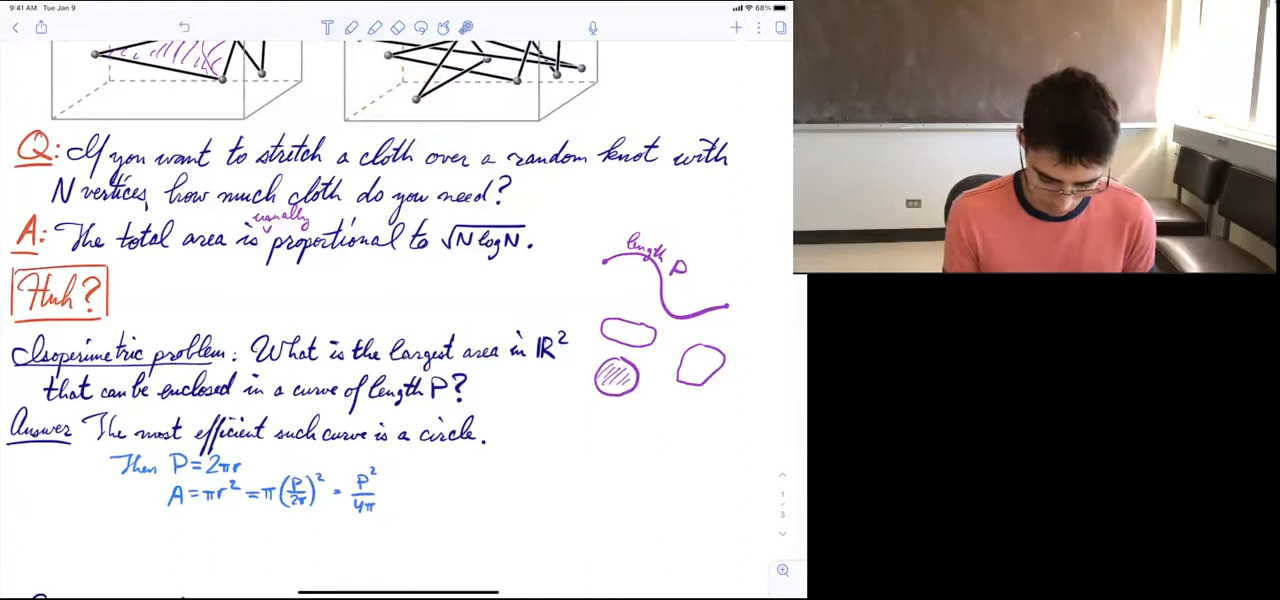 9:41 AM Tue Jan 9
68%
Q: If you want to stretch a cloth over a random knot with
N vertices, how much cloth do you need?
usually
A: The total area is proportional to √N log N.
Huh?
length P
Isoperimetric problem: What is the largest area in ℝ²
that can be enclosed in a curve of length P?
Answer The most efficient such curve is a circle.
Then P = 2πr
A = πr² = π(P/2π)² = P²/4π
1
/
3